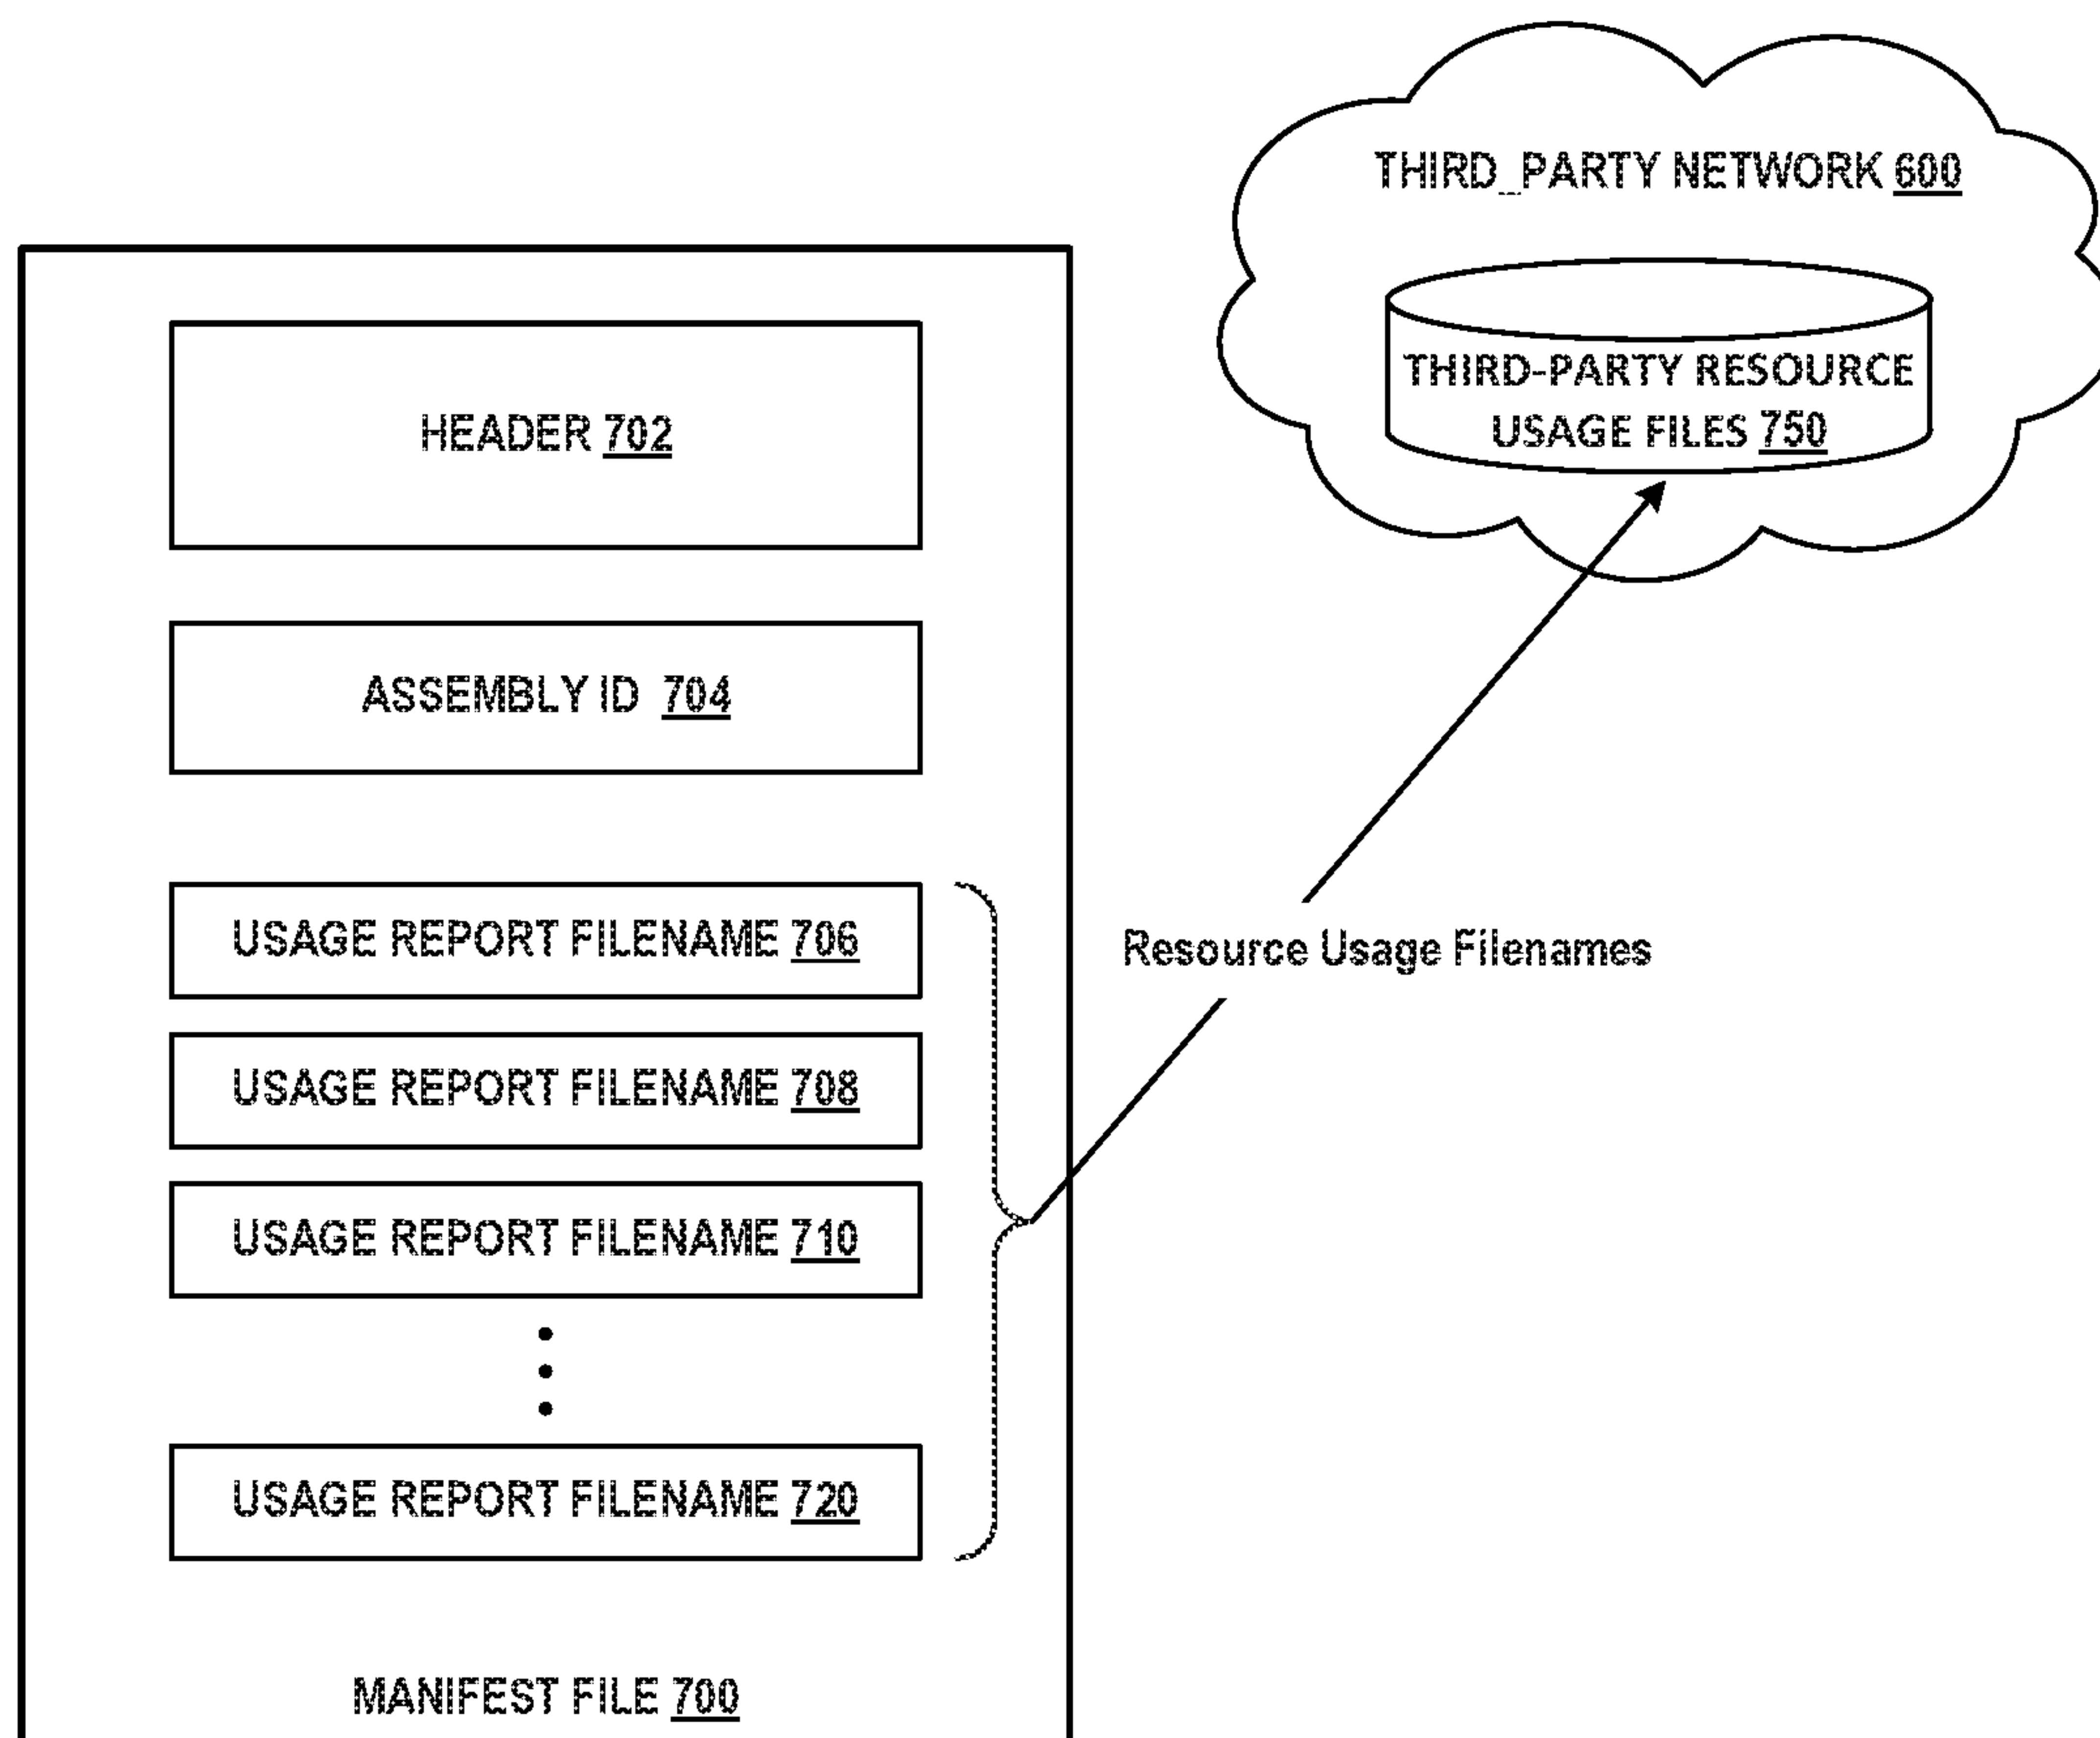 THIRD_PARTY NETWORK 600
THIRD-PARTY RESOURCE
USAGE FILES 750
HEADER 702
ASSEMBLY ID 704
USAGE REPORT FILENAME 706
Resource Usage Filenames
USAGE REPORT FILENAME 708
USAGE REPORT FILENAME 710
USAGE REPORT FILENAME 720
MANIFEST FILE 700